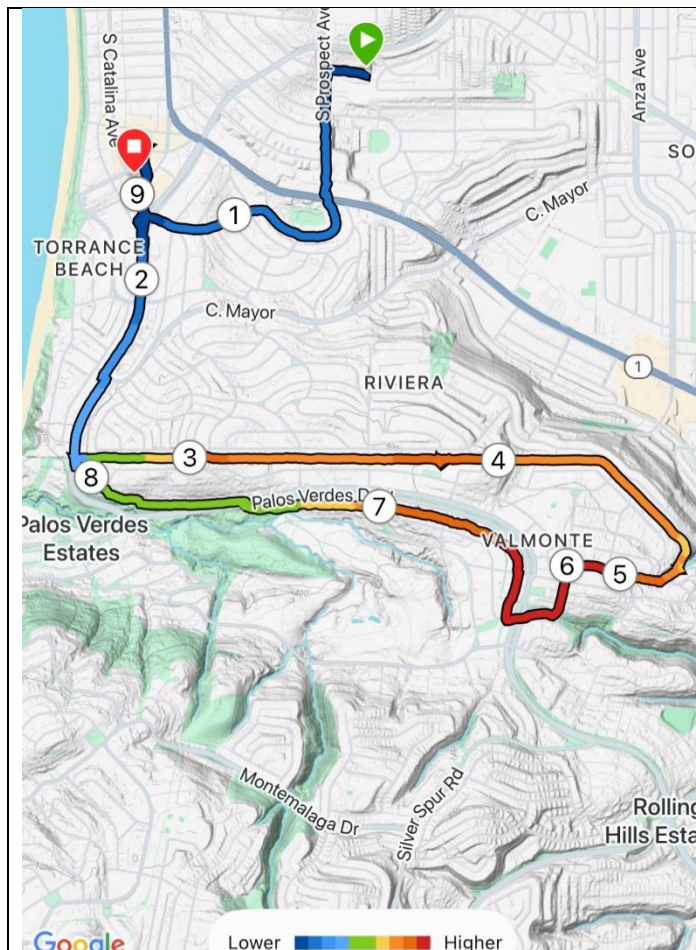 S Catalina Ave
S Prospect Ave
Anza Ave
SO
9
1
C. Mayor
TORRANCE
BEACH
2
C. Mayor
RIVIERA
1
3
4
8
Palos Verdes D
7
Palos Verdes
Estates
VALMONTE
6
5
Montemalaga Dr
Silver Spur Rd
Rolling
Hills Esta
Google
Lower
Higher